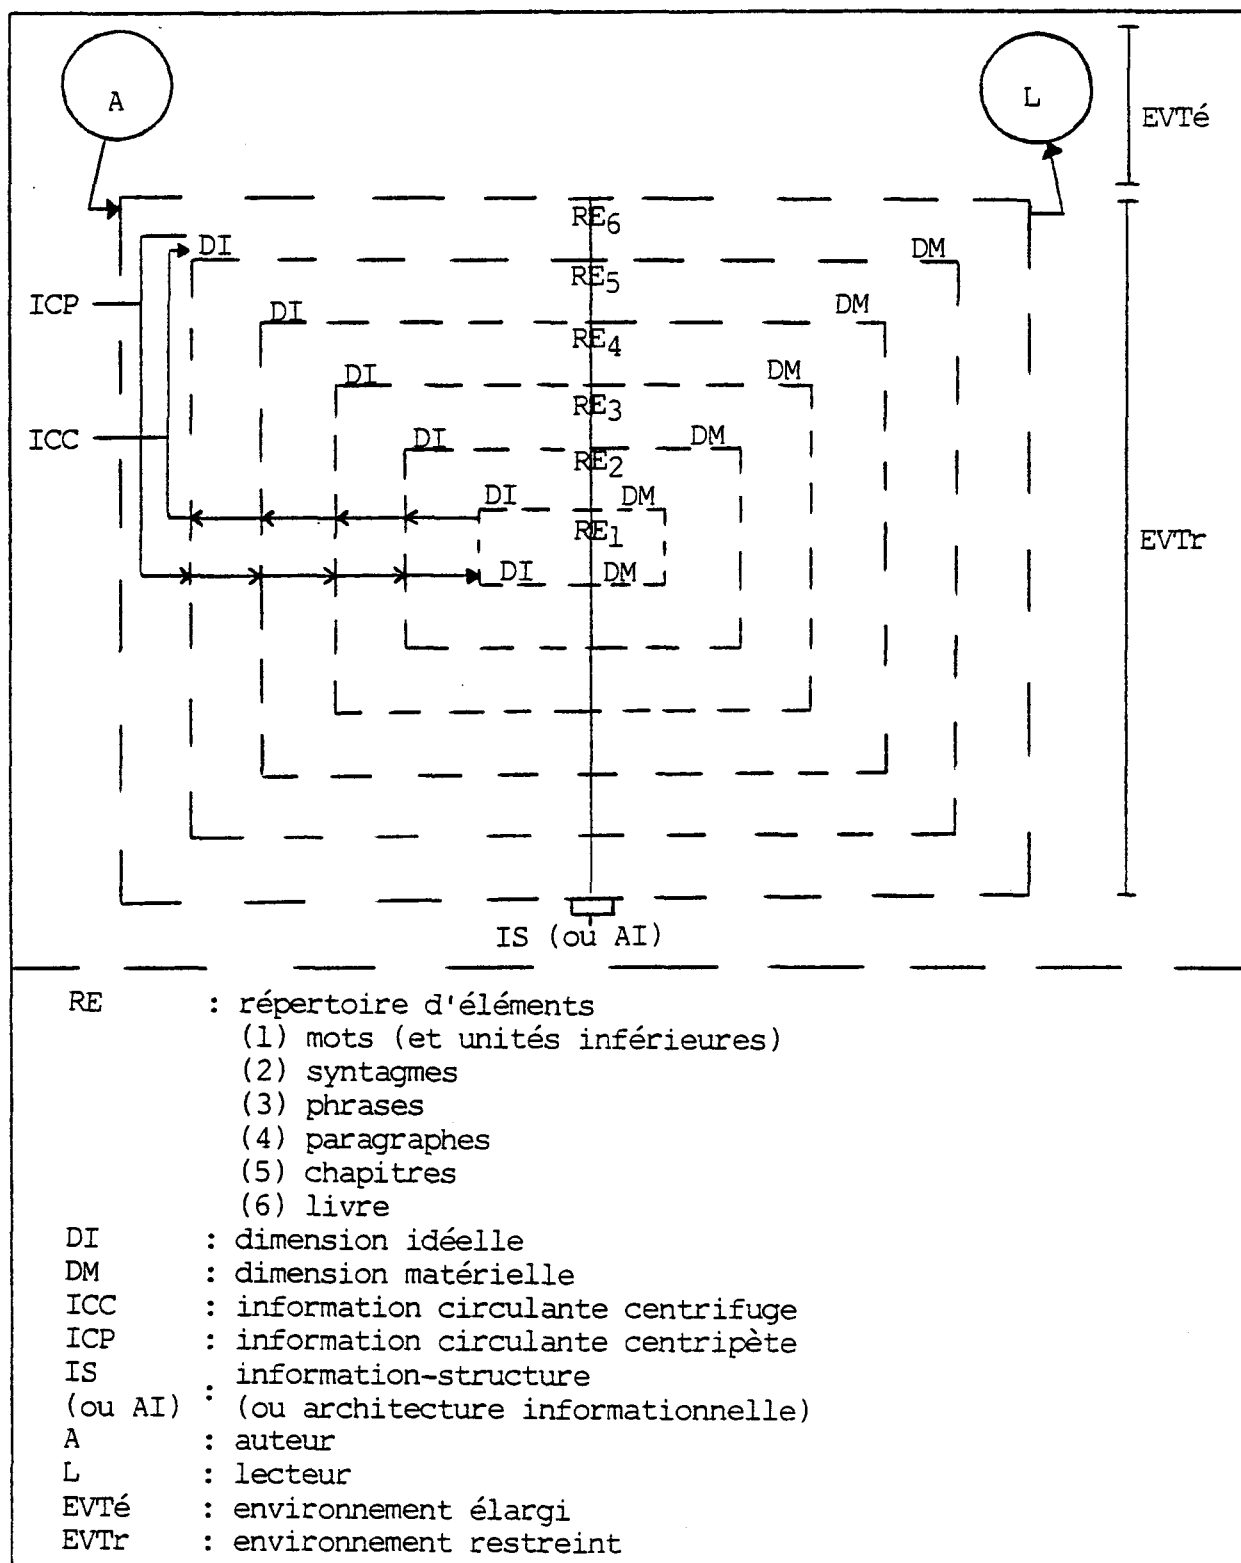 A
L
EVTé
RE6
DI
DM
RE5
ICP
DI
DM
RE4
DI
DM
RE3
ICC
DI
DM
RE2
DI
DM
RE1
EVTr
DI
DM
IS (ou AI)
RE : répertoire d'éléments
(1) mots (et unités inférieures)
(2) syntagmes
(3) phrases
(4) paragraphes
(5) chapitres
(6) livre
DI : dimension idéelle
DM : dimension matérielle
ICC : information circulante centrifuge
ICP : information circulante centripète
IS : information-structure
(ou AI) (ou architecture informationnelle)
A : auteur
L : lecteur
EVTé : environnement élargi
EVTr : environnement restreint